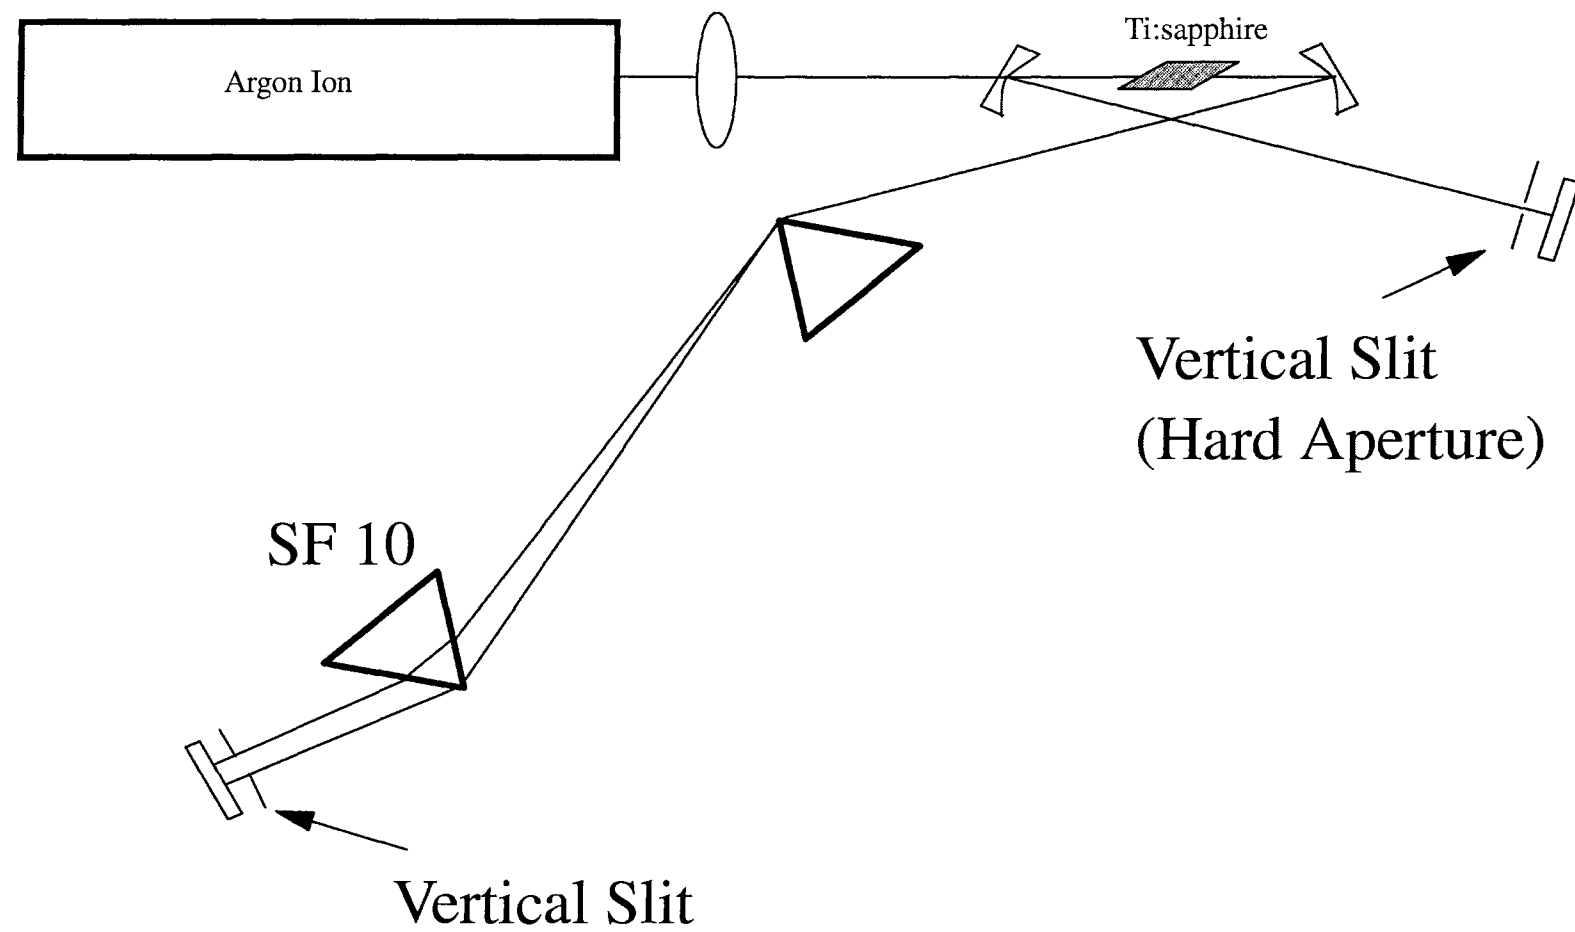 Ti:sapphire
Argon Ion
Vertical Slit
(Hard Aperture)
SF 10
Vertical Slit